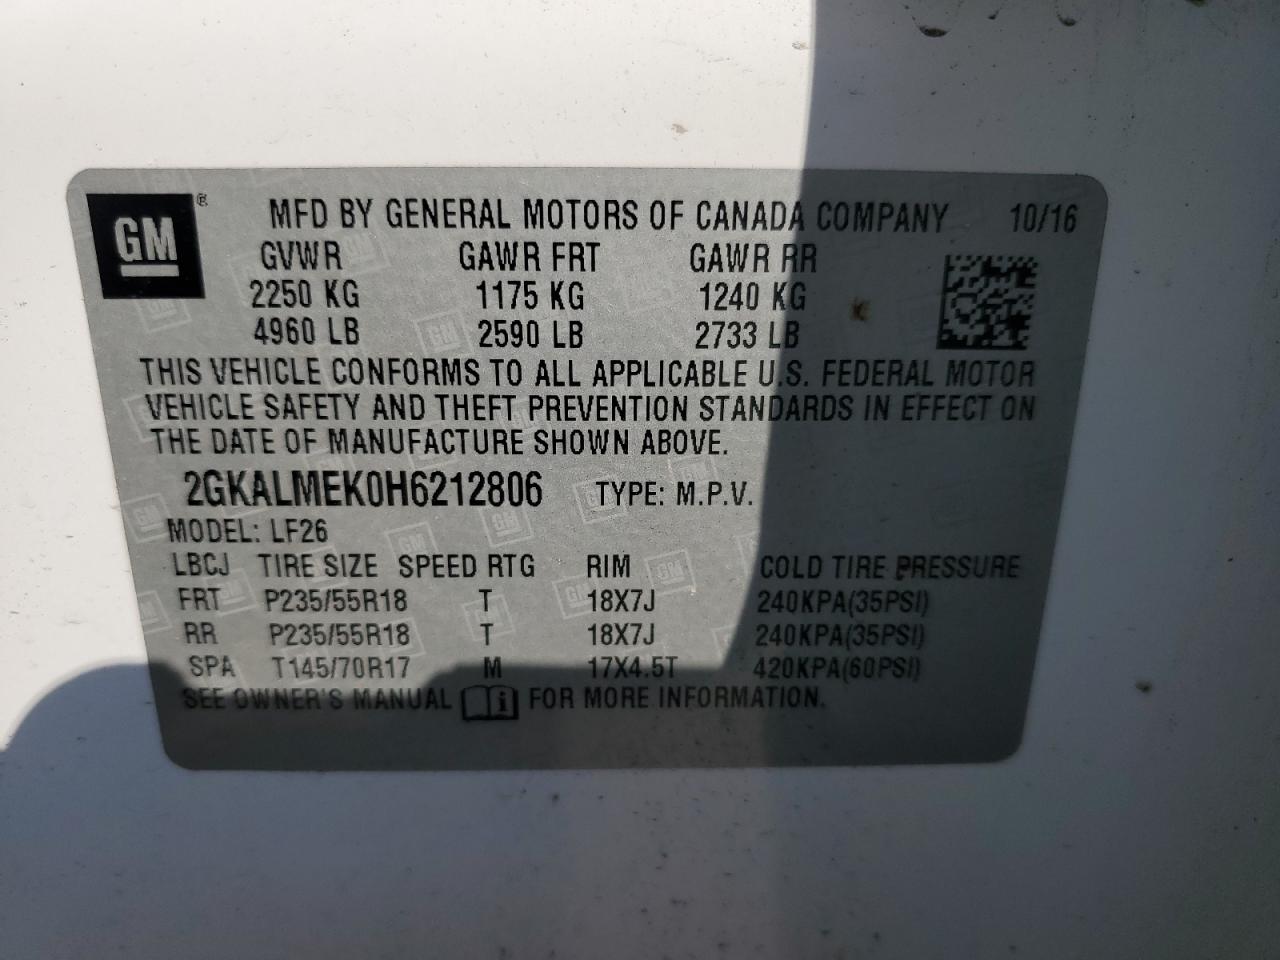 GM ® MFD BY GENERAL MOTORS OF CANADA COMPANY 10/16
GVWR GAWR FRT GAWR RR
2250 KG 1175 KG 1240 KG
4960 LB 2590 LB 2733 LB
THIS VEHICLE CONFORMS TO ALL APPLICABLE U.S. FEDERAL MOTOR
VEHICLE SAFETY AND THEFT PREVENTION STANDARDS IN EFFECT ON
THE DATE OF MANUFACTURE SHOWN ABOVE.
2GKALMEK0H6212806 TYPE: M.P.V.
MODEL: LF26
LBCJ TIRE SIZE SPEED RTG RIM COLD TIRE PRESSURE
FRT P235/55R18 T 18X7J 240KPA(35PSI)
RR P235/55R18 T 18X7J 240KPA(35PSI)
SPA T145/70R17 M 17X4.5T 420KPA(60PSI)
SEE OWNER'S MANUAL i FOR MORE INFORMATION.